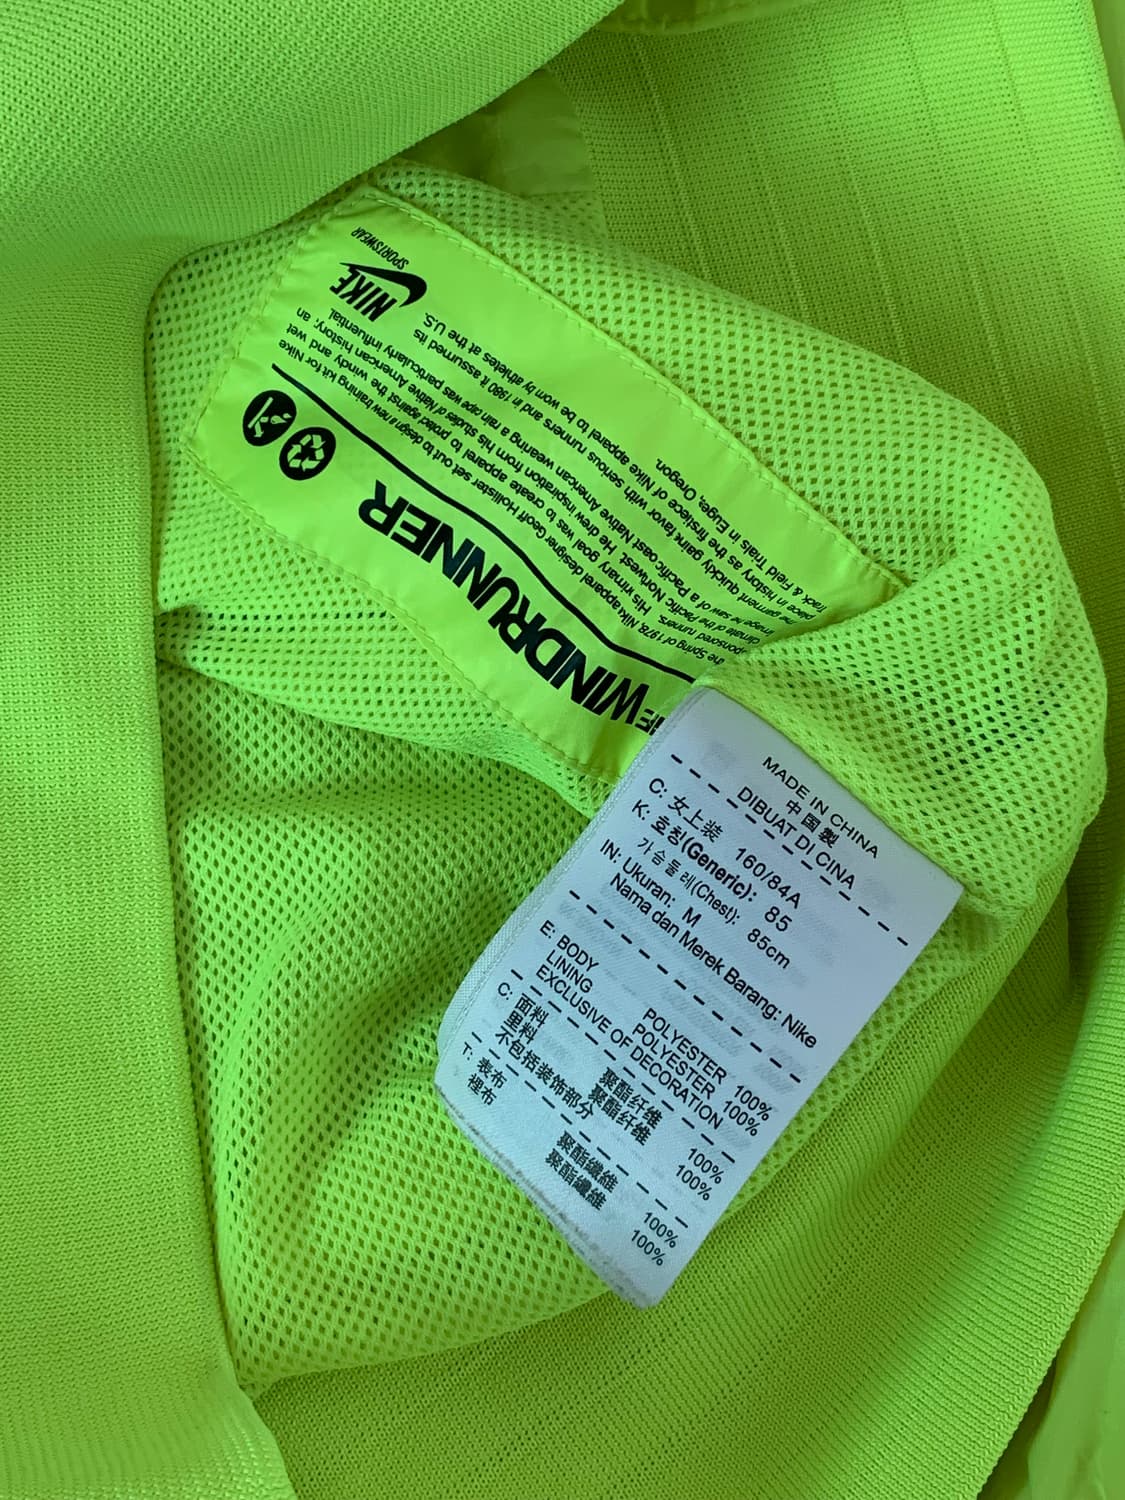 THE WINDRUNNER
the Spring of 1978, Nike apparel designer Geoff Hollister set out to design a new training kit for Nike
sponsored runners. His primary goal was to create apparel to protect against the windy and wet
climate of the Pacific Northwest. He drew inspiration from his studies of Native American history, an
image he saw of a Pacific coast Native American wearing a rain cape was particularly influential.
The garment quickly gaind favor with serious runners and in 1980 it assumed its
place in history as the first piece of Nike apparel to be worn by athletes at the U.S.
Track & Field Trials in Eugene, Oregon.
NIKE
SPORTSWEAR
MADE IN CHINA
中国製
DIBUAT DI CINA
C: 女上装 160/84A
K: 호칭(Generic): 85
가슴둘레(Chest): 85cm
IN: Ukuran: M
Nama dan Merek Barang: Nike
E: BODY POLYESTER 100%
LINING POLYESTER 100%
EXCLUSIVE OF DECORATION
C: 面料 聚酯纤维 100%
里料 聚酯纤维 100%
不包括装饰部分
T: 表布 聚酯纖維 100%
裡布 聚酯纖維 100%